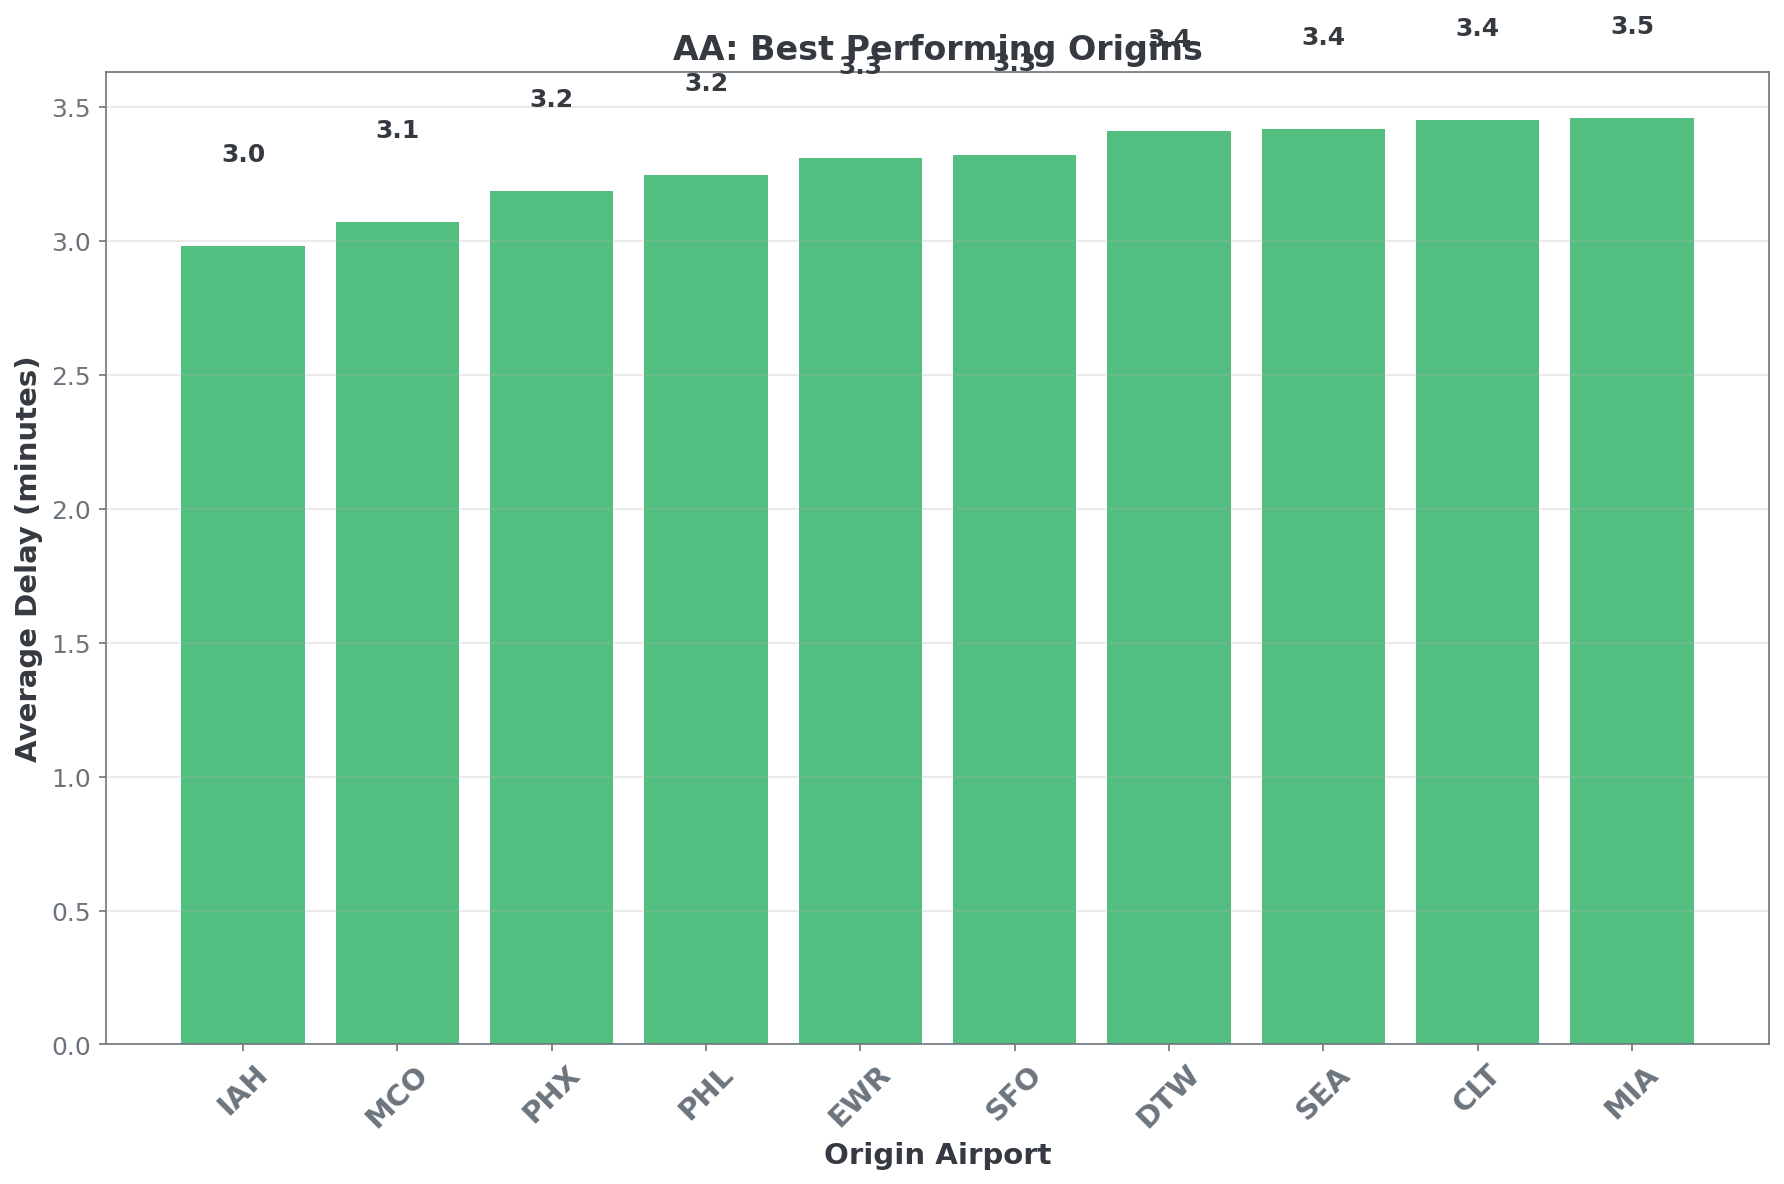 AA: Best Performing Origins
3.0
3.1
3.2
3.2
3.3
3.3
3.4
3.4
3.4
3.5
Average Delay (minutes)
3.5
3.0
2.5
2.0
1.5
1.0
0.5
0.0
IAH
MCO
PHX
PHL
EWR
SFO
DTW
SEA
CLT
MIA
Origin Airport